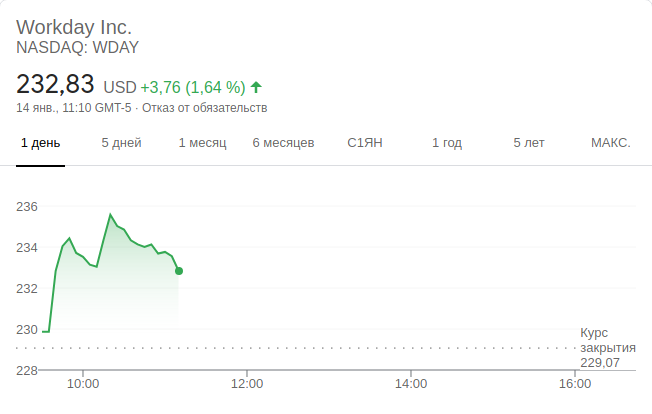 Workday Inc.
NASDAQ: WDAY
232,83 USD +3,76 (1,64 %)
14 янв., 11:10 GMT-5 · Отказ от обязательств
1 день 5 дней 1 месяц 6 месяцев С1ЯН 1 год 5 лет МАКС.
236
234
232
230
Курс
закрытия
229,07
228
10:00 12:00 14:00 16:00